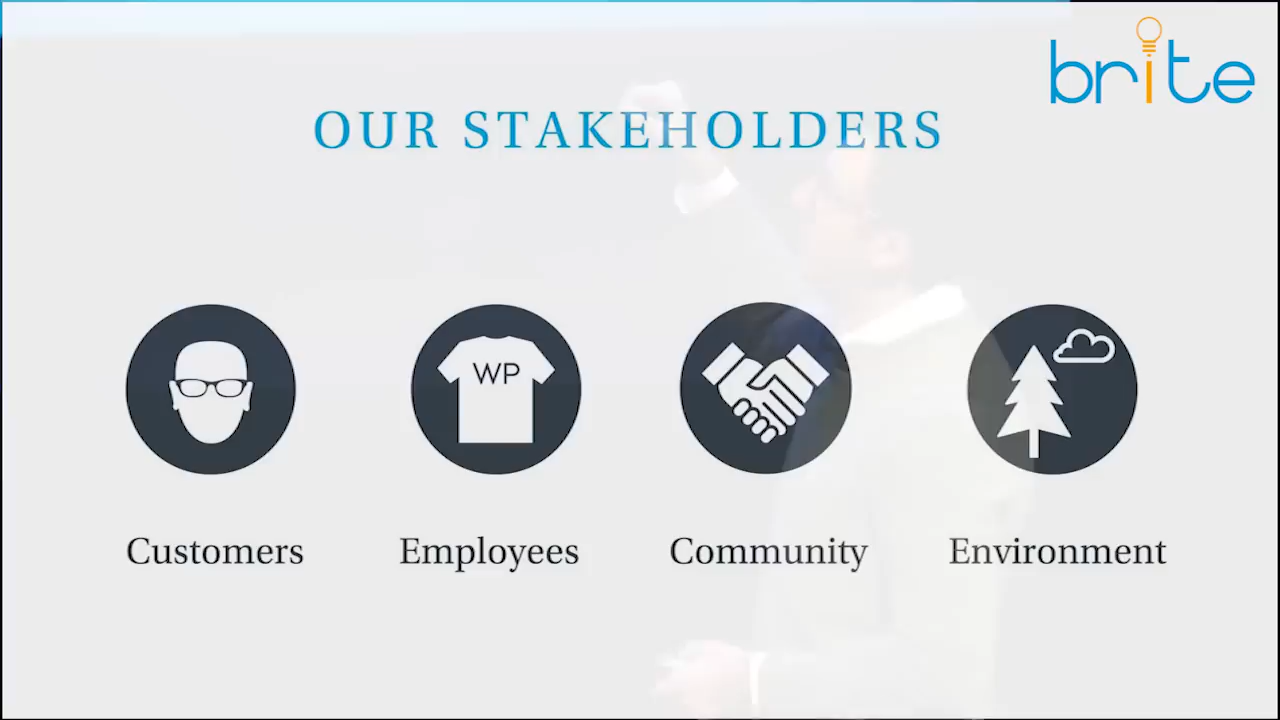 brite
OUR STAKEHOLDERS
WP
Customers
Employees
Community
Environment